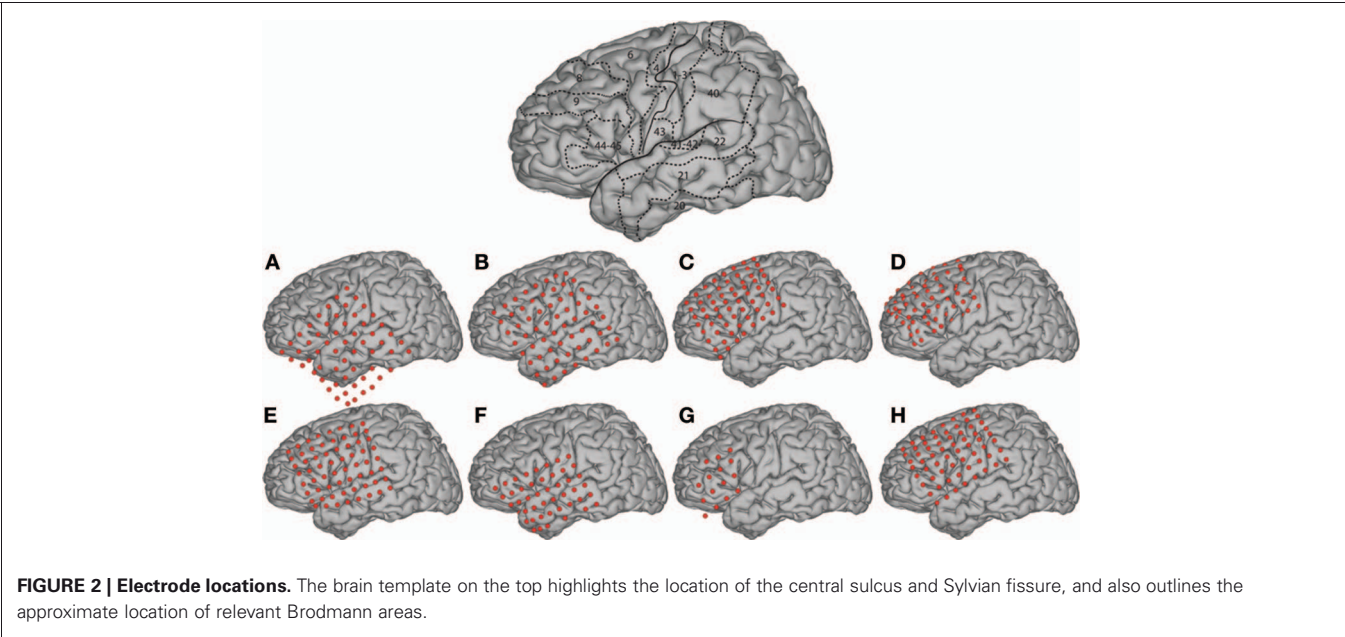 6
8
4
1-3
9
40
43
44-45
41-42
22
21
20
A
B
C
D
E
F
G
H
FIGURE 2 | Electrode locations. The brain template on the top highlights the location of the central sulcus and Sylvian fissure, and also outlines the
approximate location of relevant Brodmann areas.